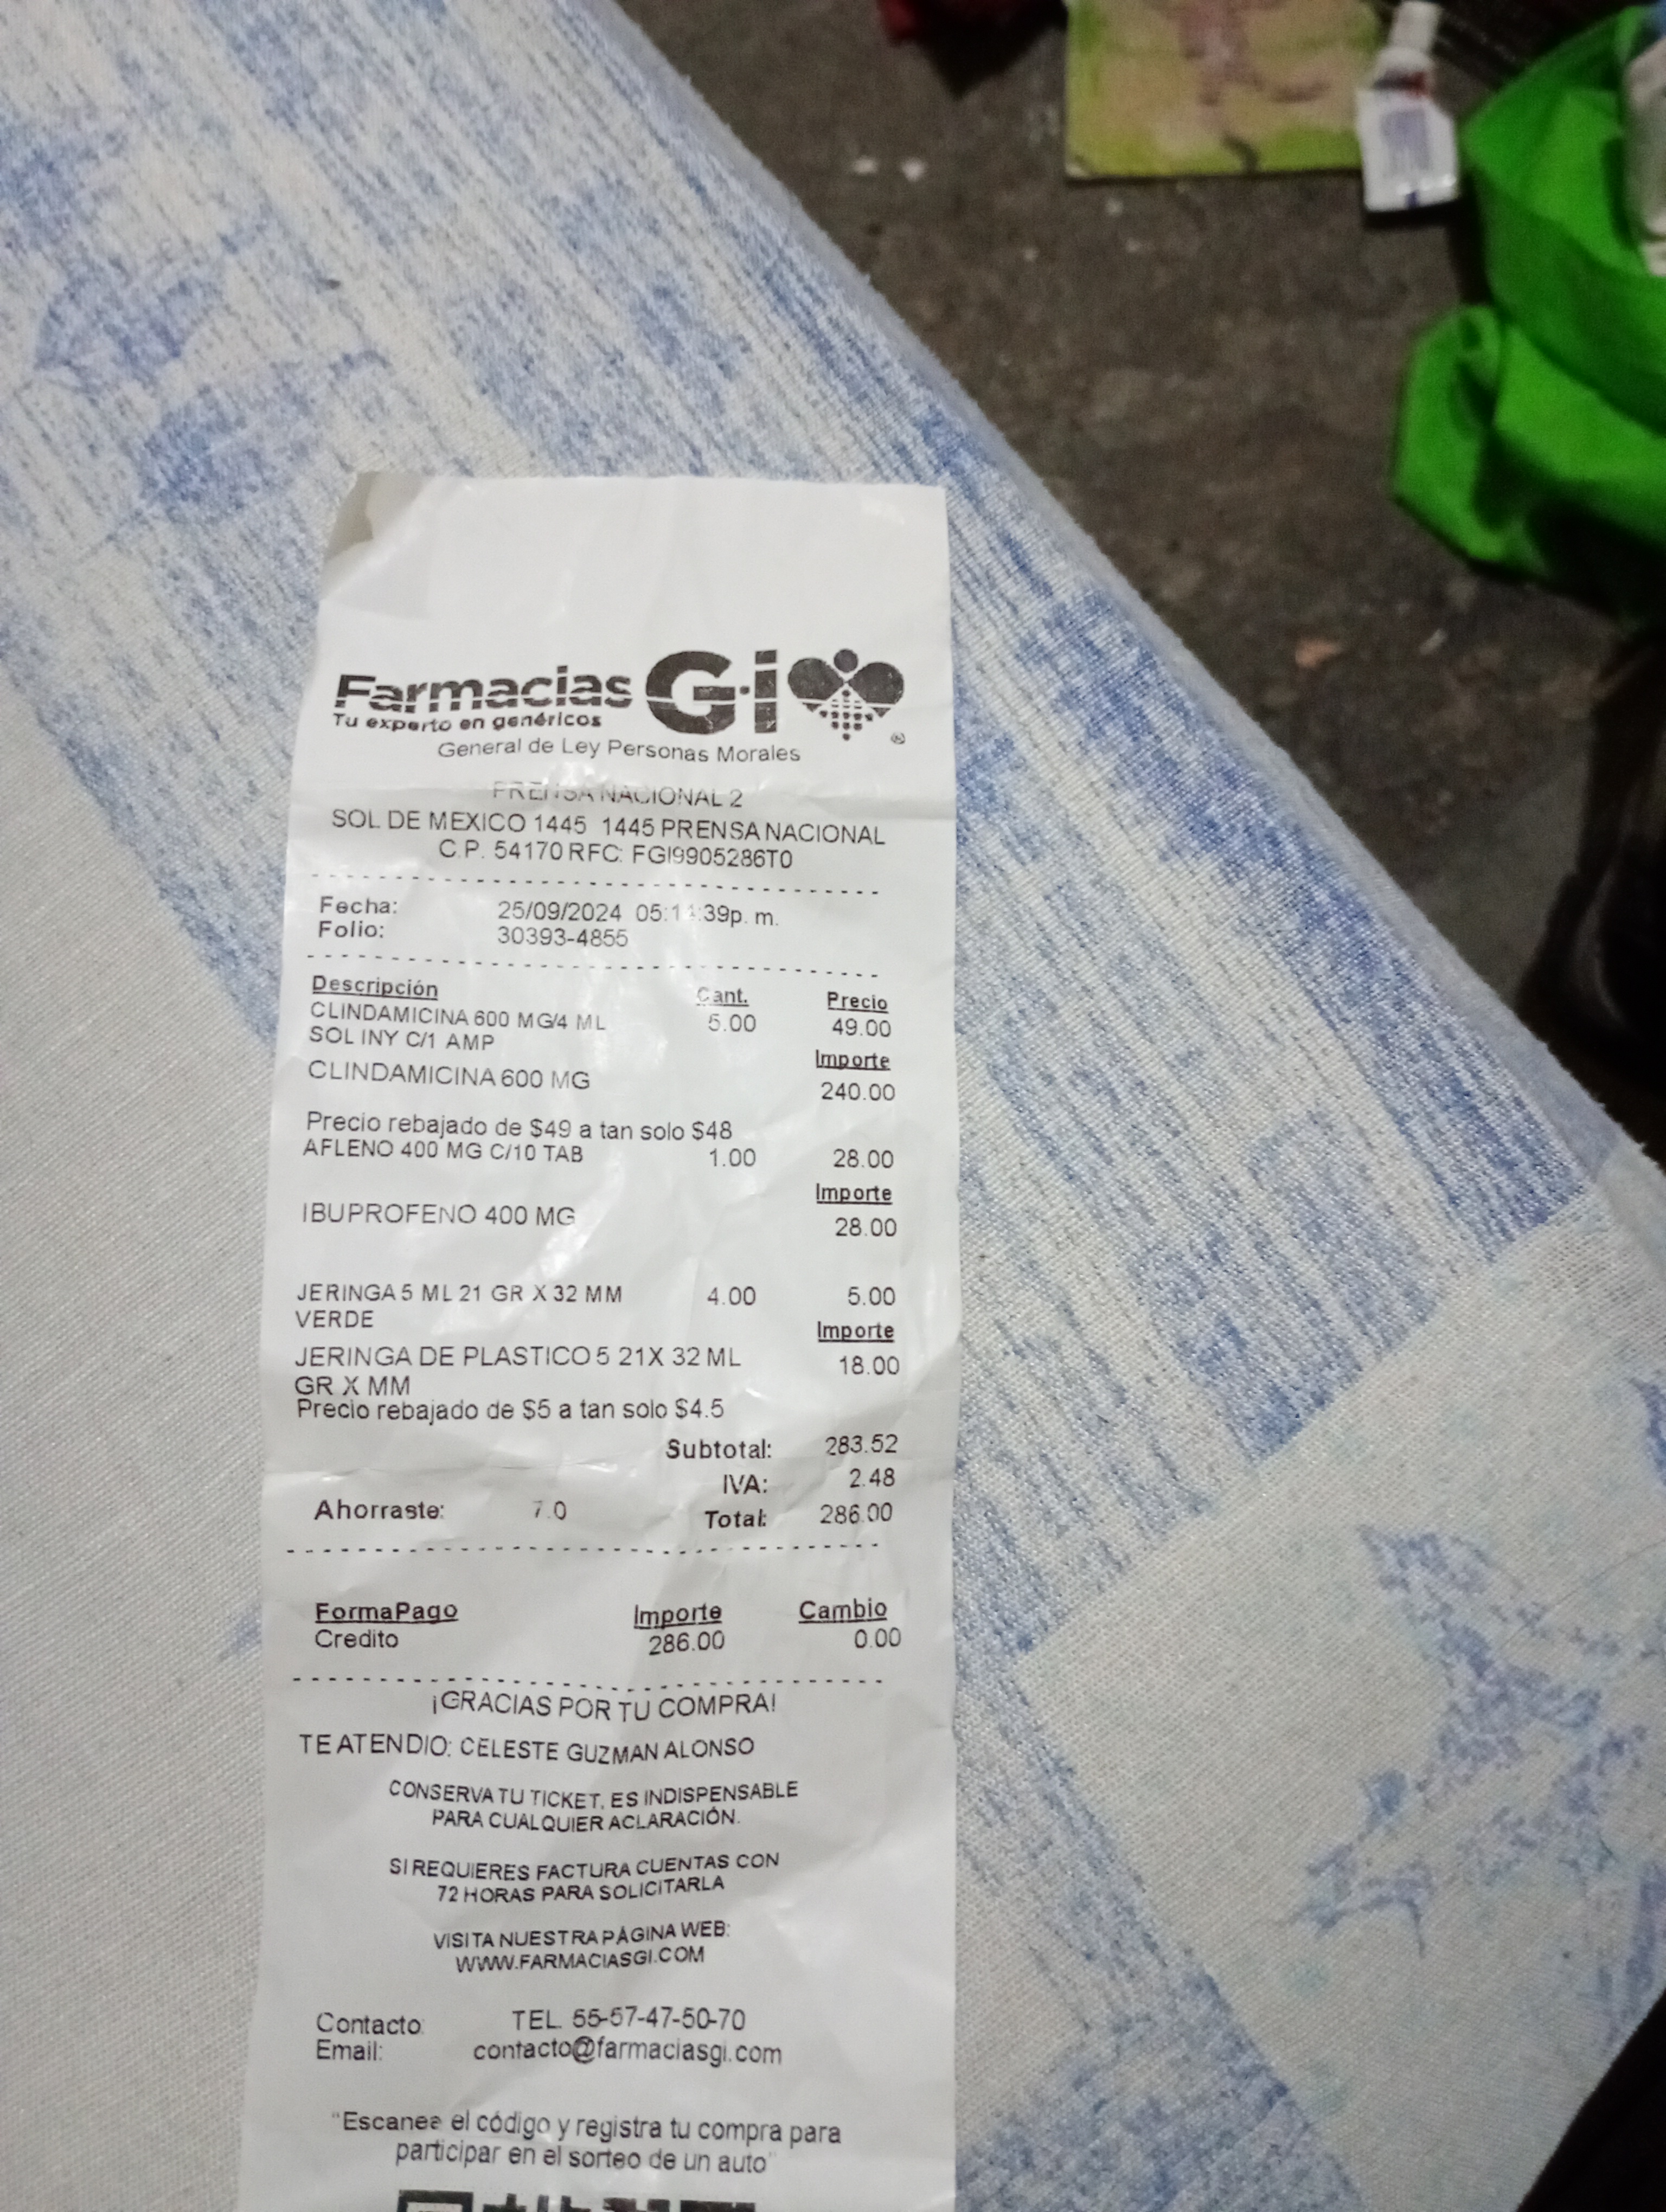 Farmacias Gi
Tu experto en genéricos
®
General de Ley Personas Morales
PRENSA NACIONAL 2
SOL DE MEXICO 1445 1445 PRENSA NACIONAL
C.P. 54170 RFC: FGI9905286T0
Fecha: 25/09/2024 05:14:39p. m.
Folio: 30393-4855
Descripción Cant. Precio
CLINDAMICINA 600 MG/4 ML 5.00 49.00
SOL INY C/1 AMP
Importe
CLINDAMICINA 600 MG 240.00
Precio rebajado de $49 a tan solo $48
AFLENO 400 MG C/10 TAB 1.00 28.00
Importe
IBUPROFENO 400 MG 28.00
JERINGA 5 ML 21 GR X 32 MM 4.00 5.00
VERDE
Importe
JERINGA DE PLASTICO 5 21X 32 ML 18.00
GR X MM
Precio rebajado de $5 a tan solo $4.5
Subtotal: 283.52
IVA: 2.48
Ahorraste: 7.0 Total: 286.00
FormaPago Importe Cambio
Credito 286.00 0.00
¡GRACIAS POR TU COMPRA!
TE ATENDIO: CELESTE GUZMAN ALONSO
CONSERVA TU TICKET, ES INDISPENSABLE
PARA CUALQUIER ACLARACIÓN.
SI REQUIERES FACTURA CUENTAS CON
72 HORAS PARA SOLICITARLA
VISITA NUESTRA PÁGINA WEB:
WWW.FARMACIASGI.COM
Contacto: TEL. 55-57-47-50-70
Email: contacto@farmaciasgi.com
"Escanea el código y registra tu compra para
participar en el sorteo de un auto"